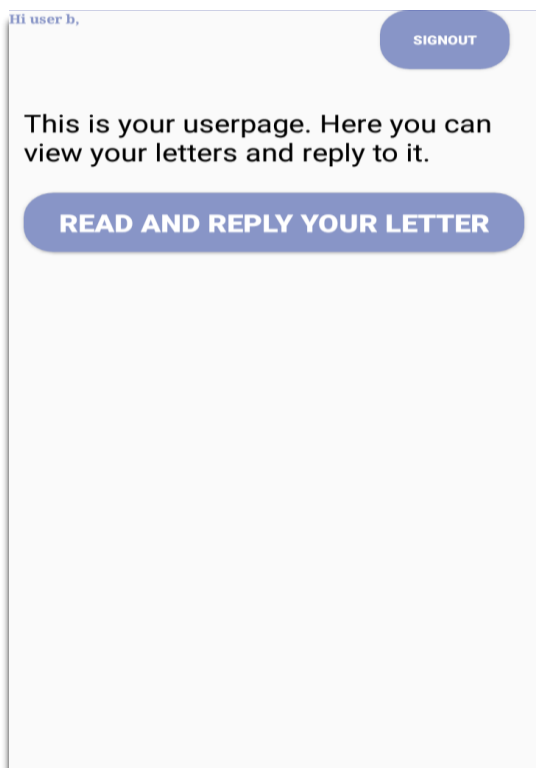 Hi user b,
SIGNOUT
This is your userpage. Here you can
view your letters and reply to it.
READ AND REPLY YOUR LETTER